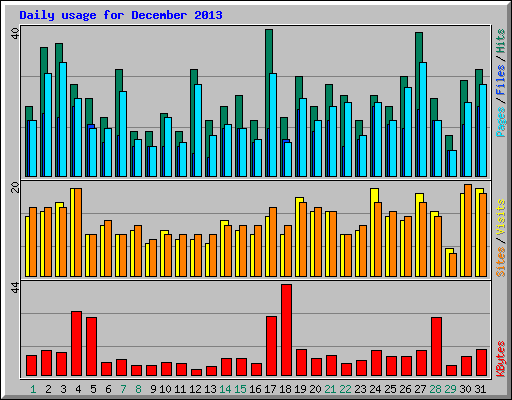 Daily usage for December 2013
40
Pages / Files / Hits
20
Sites / Visits
44
KBytes
1 2 3 4 5 6 7 8 9 10 11 12 13 14 15 16 17 18 19 20 21 22 23 24 25 26 27 28 29 30 31